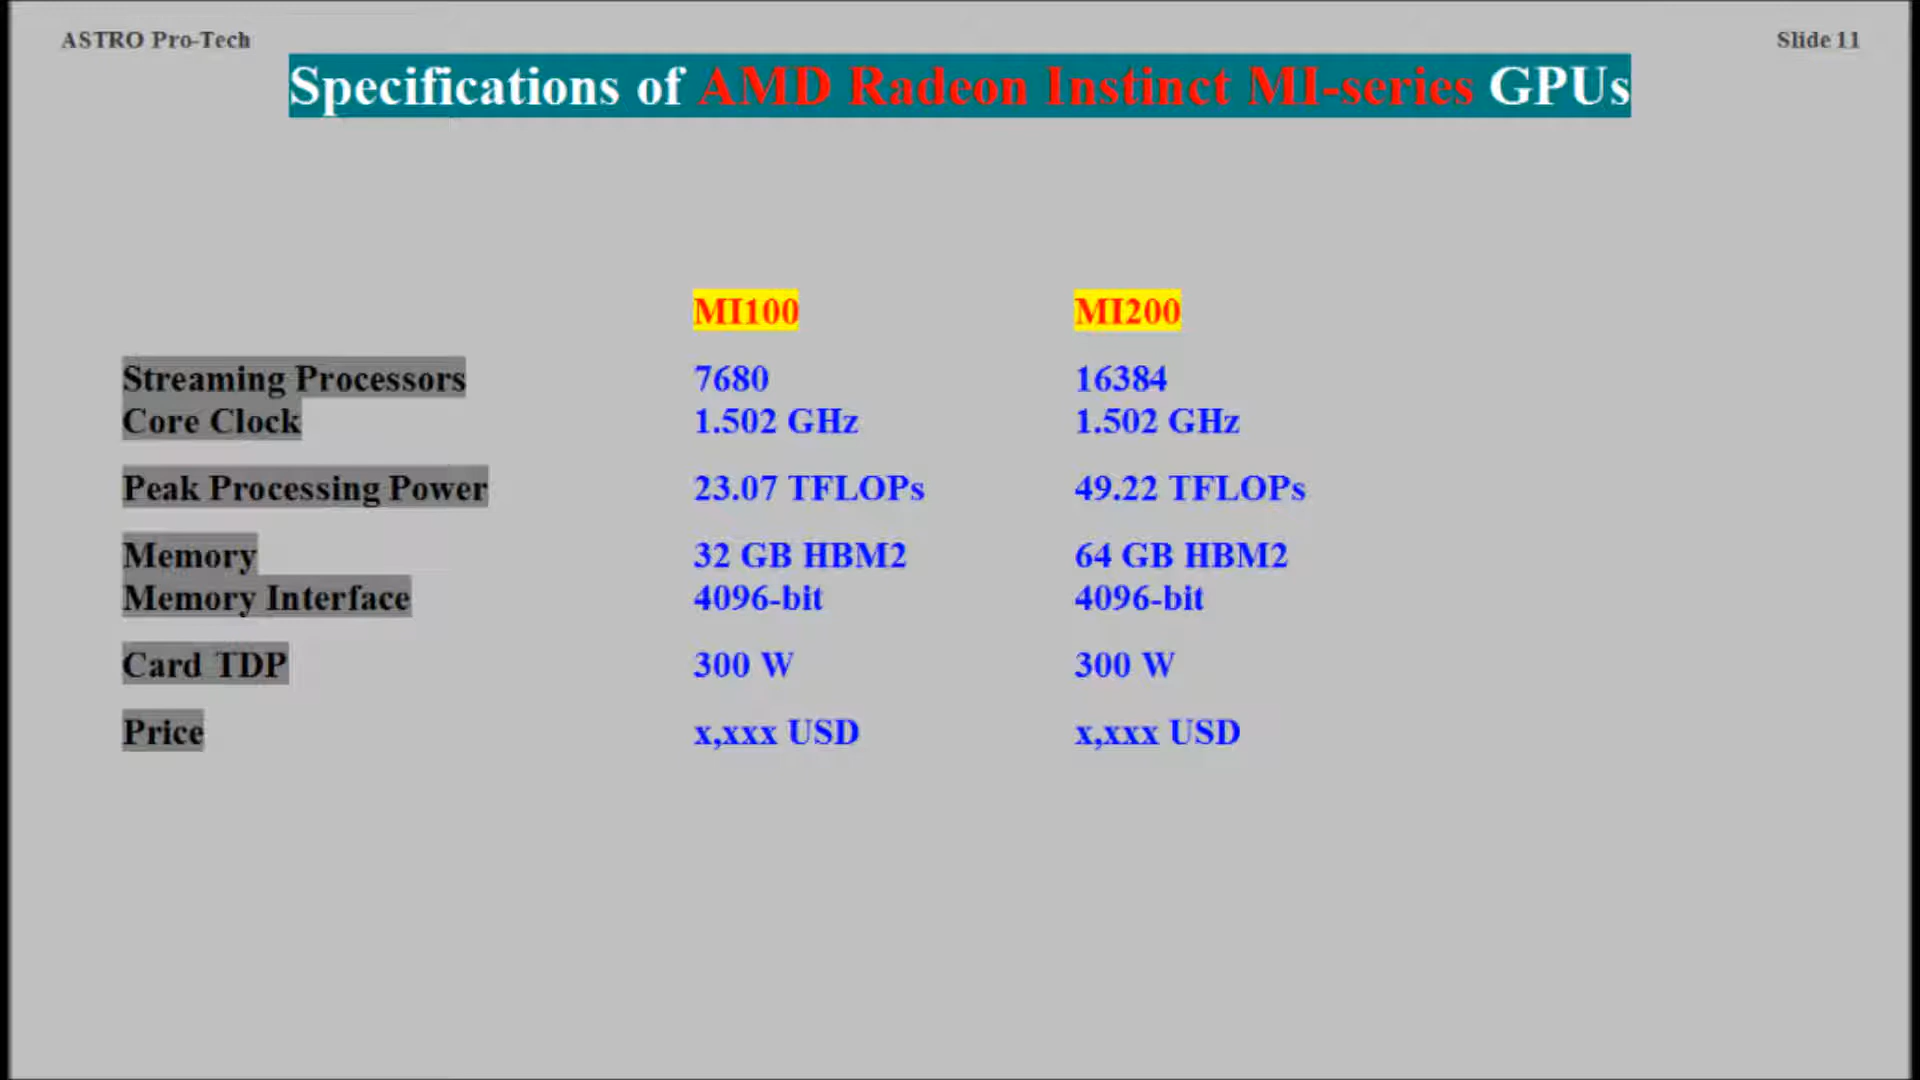 ASTRO Pro-Tech
Slide 11
Specifications of AMD Radeon Instinct MI-series GPUs
MI100 MI200
Streaming Processors 7680 16384
Core Clock 1.502 GHz 1.502 GHz
Peak Processing Power 23.07 TFLOPs 49.22 TFLOPs
Memory 32 GB HBM2 64 GB HBM2
Memory Interface 4096-bit 4096-bit
Card TDP 300 W 300 W
Price x,xxx USD x,xxx USD